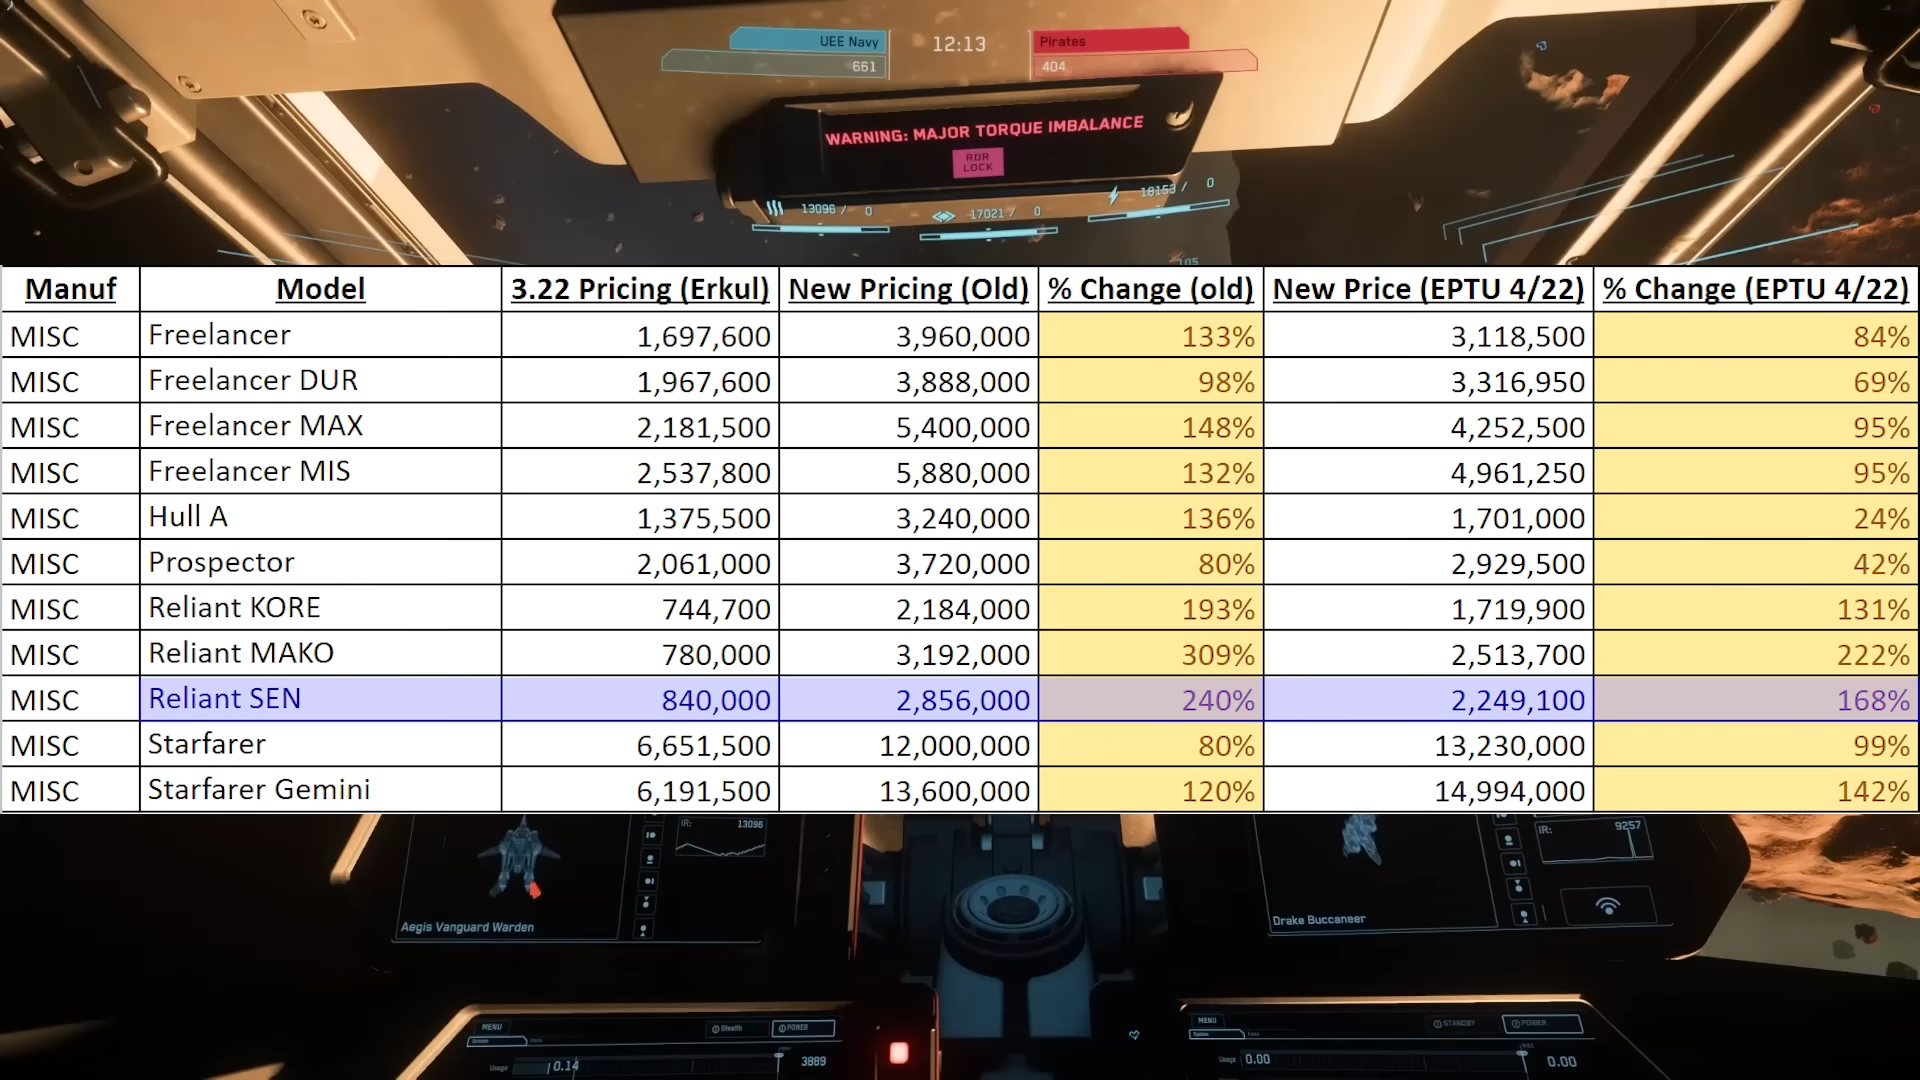 UEE Navy 12:13 Pirates
661 404
WARNING: MAJOR TORQUE IMBALANCE
RDR
LOCK
13096 / 0 17021 / 0 18153 / 0
105
Manuf Model 3.22 Pricing (Erkul) New Pricing (Old) % Change (old) New Price (EPTU 4/22) % Change (EPTU 4/22)
MISC Freelancer 1,697,600 3,960,000 133% 3,118,500 84%
MISC Freelancer DUR 1,967,600 3,888,000 98% 3,316,950 69%
MISC Freelancer MAX 2,181,500 5,400,000 148% 4,252,500 95%
MISC Freelancer MIS 2,537,800 5,880,000 132% 4,961,250 95%
MISC Hull A 1,375,500 3,240,000 136% 1,701,000 24%
MISC Prospector 2,061,000 3,720,000 80% 2,929,500 42%
MISC Reliant KORE 744,700 2,184,000 193% 1,719,900 131%
MISC Reliant MAKO 780,000 3,192,000 309% 2,513,700 222%
MISC Reliant SEN 840,000 2,856,000 240% 2,249,100 168%
MISC Starfarer 6,651,500 12,000,000 80% 13,230,000 99%
MISC Starfarer Gemini 6,191,500 13,600,000 120% 14,994,000 142%
IR: 13096 IR: 9257
Aegis Vanguard Warden Drake Buccaneer
MENU Stealth POWER MENU STANDBY POWER
Usage 0.14 3889 Usage 0.00 0.00